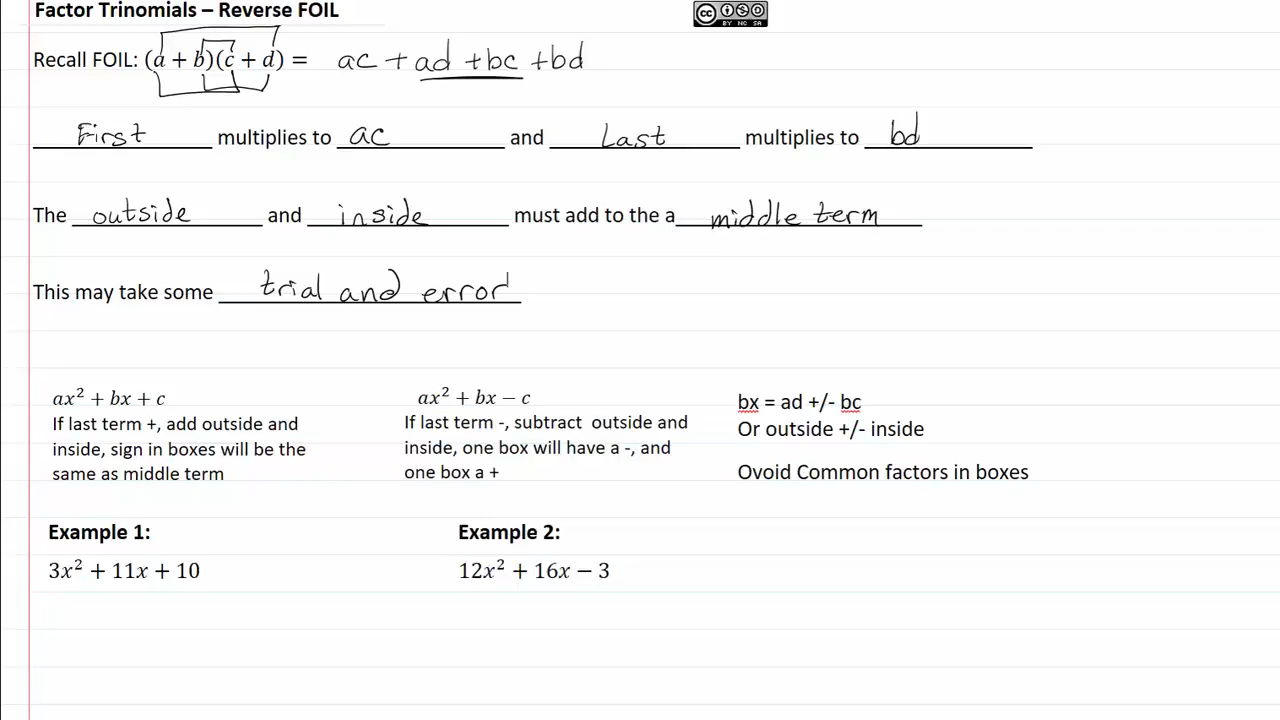 Factor Trinomials – Reverse FOIL
cc BY NC SA
Recall FOIL: (a + b)(c + d) = ac + ad + bc + bd
First multiplies to ac and Last multiplies to bd
The outside and inside must add to the a middle term
This may take some trial and error
ax² + bx + c
If last term +, add outside and
inside, sign in boxes will be the
same as middle term
ax² + bx − c
If last term -, subtract outside and
inside, one box will have a -, and
one box a +
bx = ad +/- bc
Or outside +/- inside
Ovoid Common factors in boxes
Example 1:
3x² + 11x + 10
Example 2:
12x² + 16x − 3